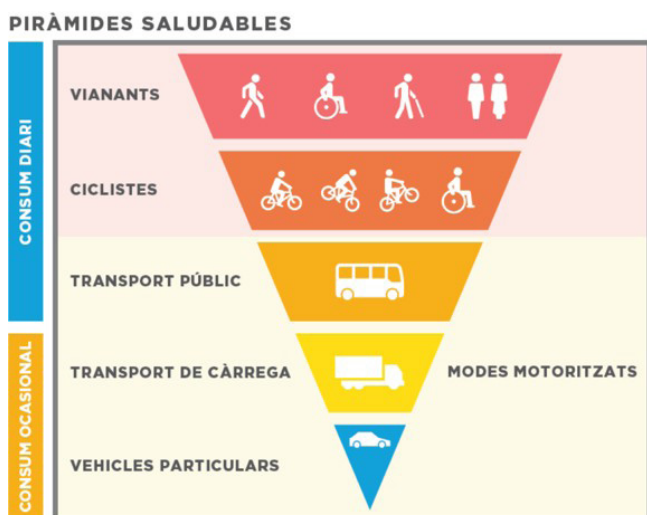 PIRÀMIDES SALUDABLES
CONSUM DIARI
VIANANTS
CICLISTES
TRANSPORT PÚBLIC
CONSUM OCASIONAL
TRANSPORT DE CÀRREGA
MODES MOTORITZATS
VEHICLES PARTICULARS